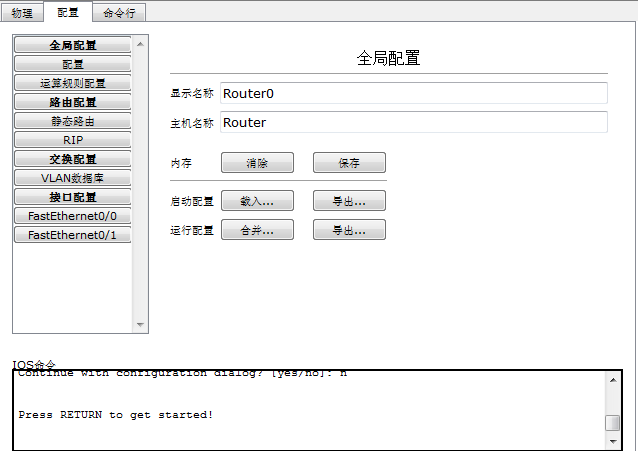 物理 配置 命令行
全局配置
配置
运算规则配置
路由配置
静态路由
RIP
交换配置
VLAN数据库
接口配置
FastEthernet0/0
FastEthernet0/1
全局配置
显示名称 Router0
主机名称 Router
内存 消除 保存
启动配置 载入... 导出...
运行配置 合并... 导出...
IOS命令
Continue with configuration dialog? [yes/no]: n
Press RETURN to get started!